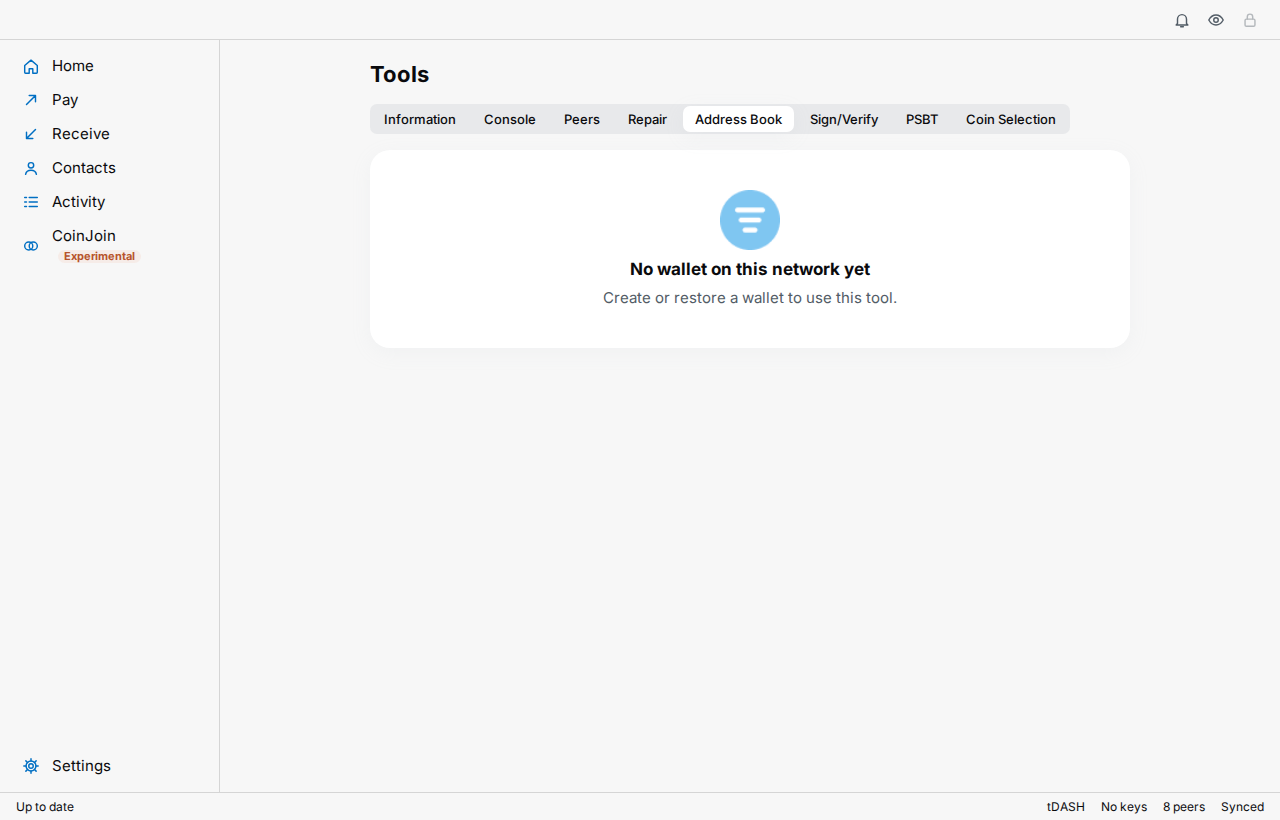 Home
Pay
Receive
Contacts
Activity
CoinJoin
Experimental
Settings
Tools
Information Console Peers Repair Address Book Sign/Verify PSBT Coin Selection
No wallet on this network yet
Create or restore a wallet to use this tool.
Up to date tDASH No keys 8 peers Synced